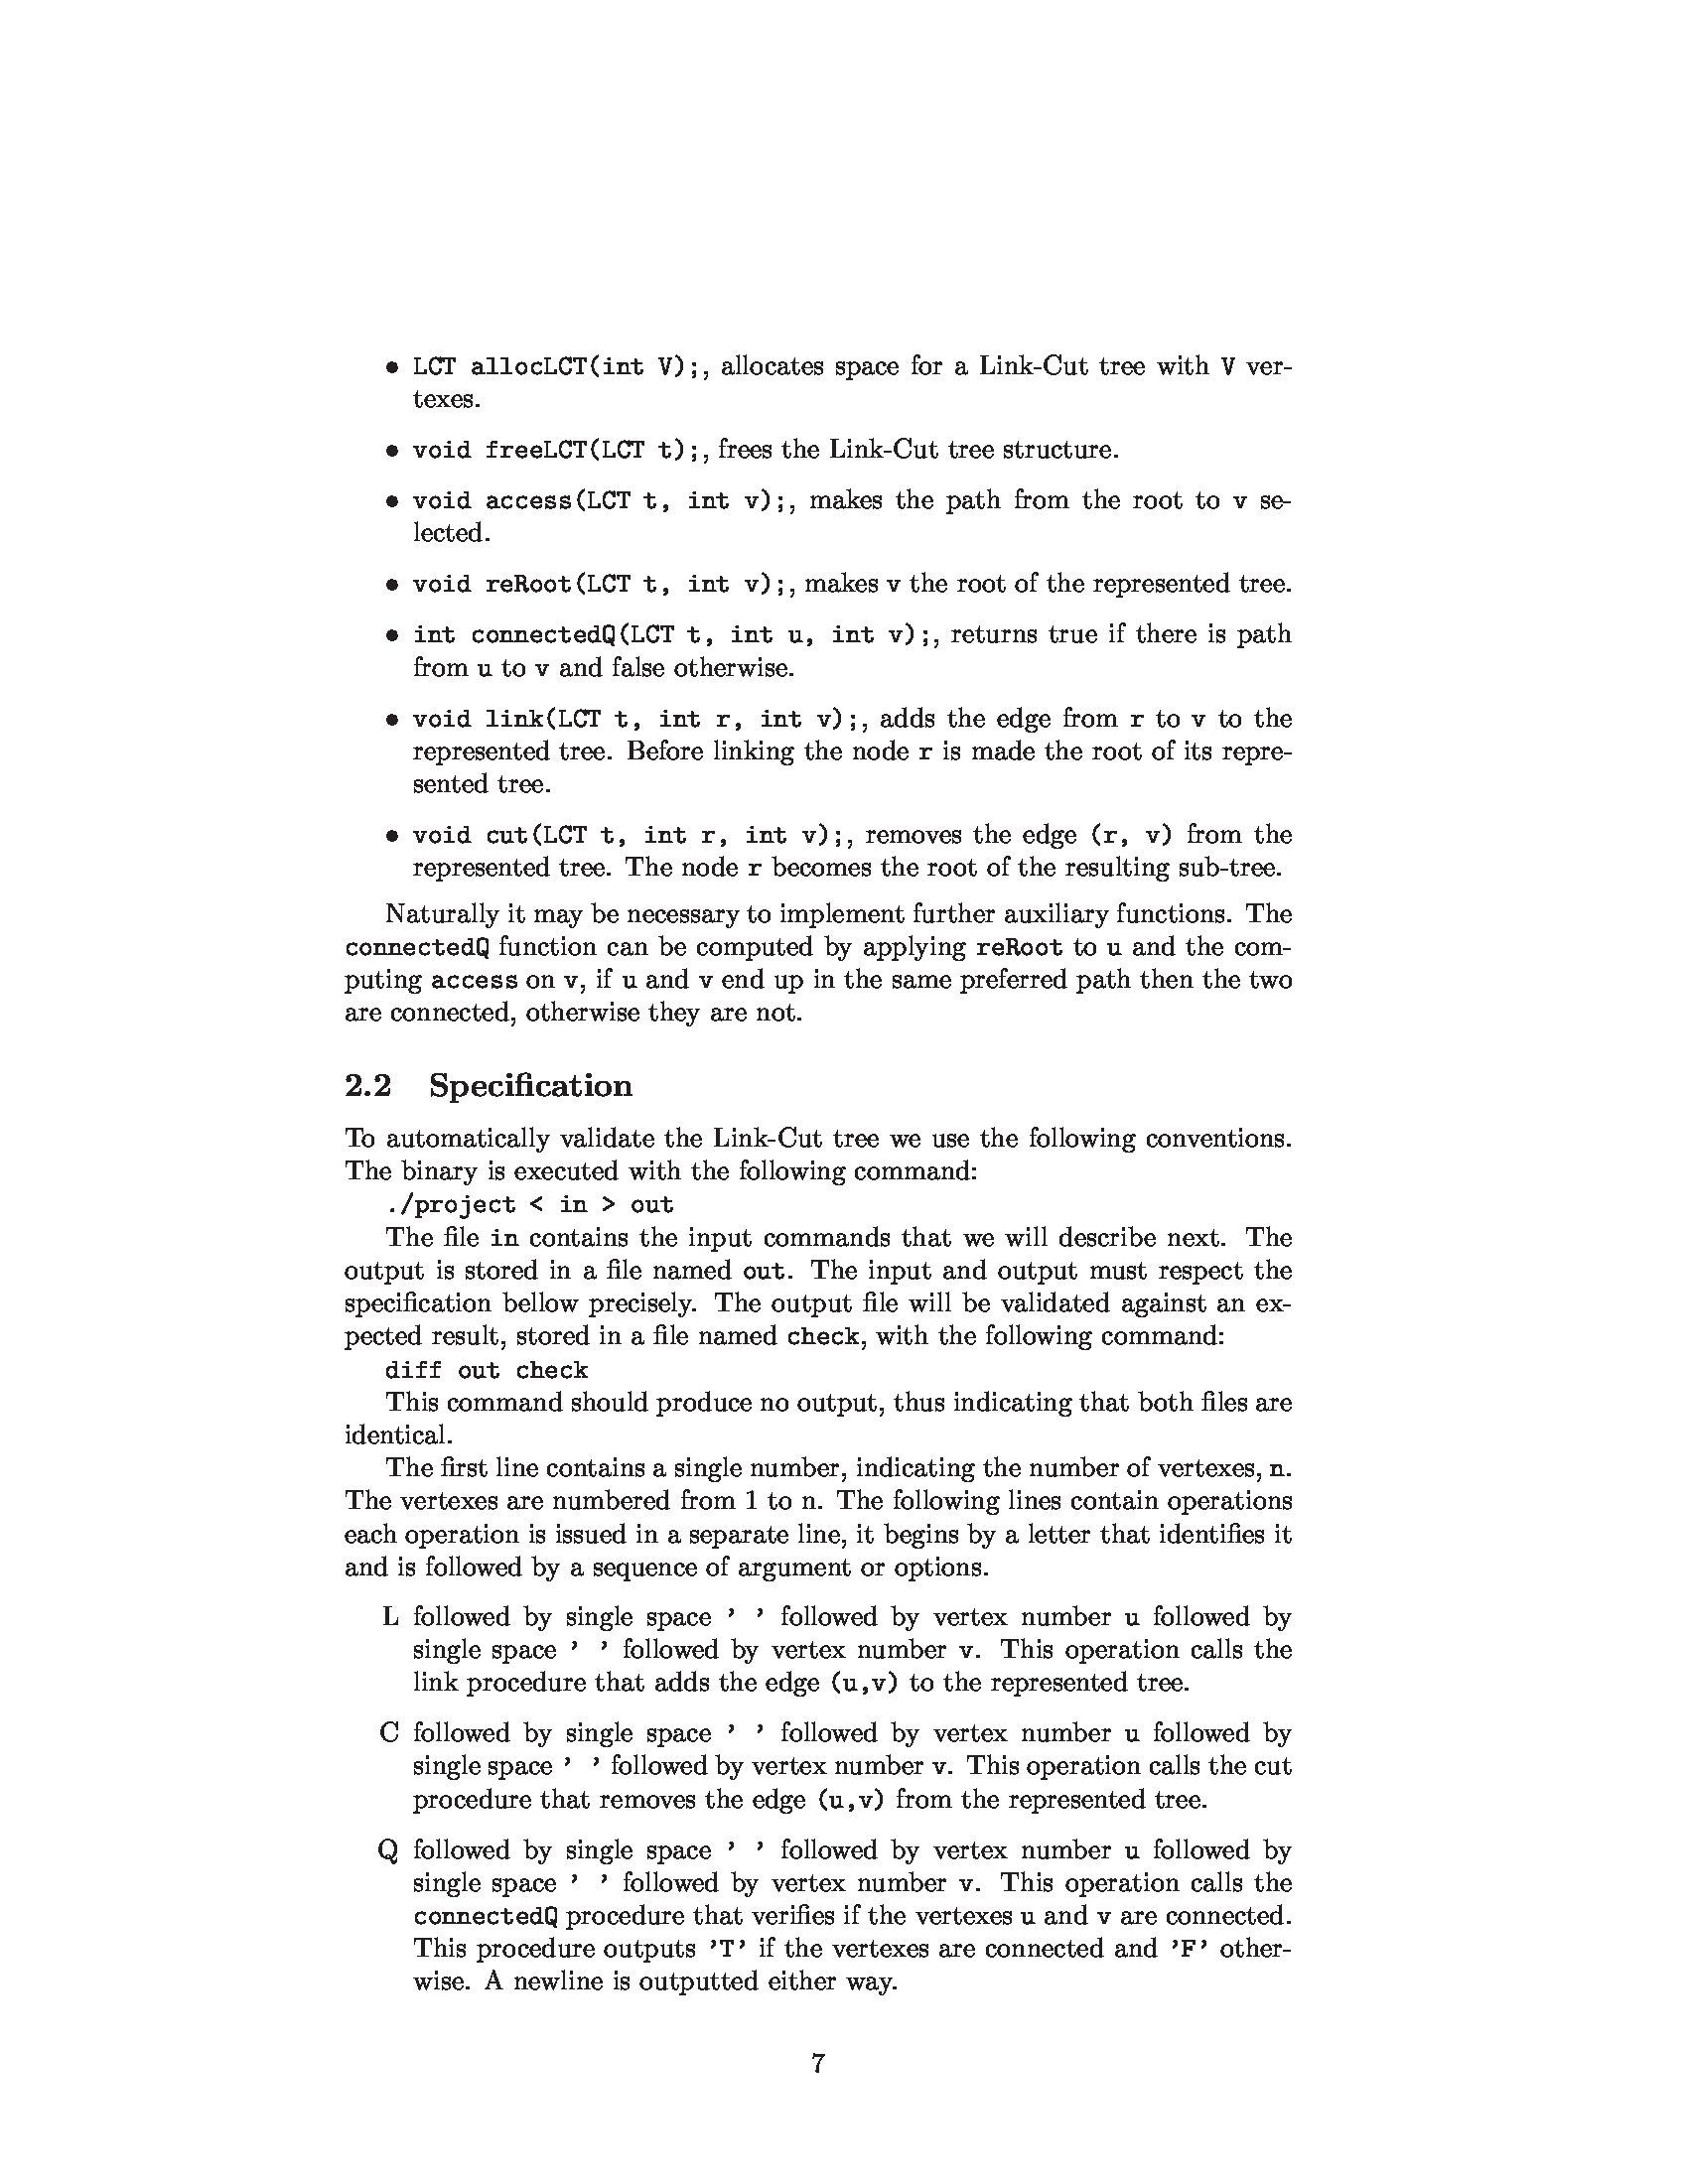 • LCT allocLCT(int V);, allocates space for a Link-Cut tree with V ver-
texes.
• void freeLCT(LCT t);, frees the Link-Cut tree structure.
• void access(LCT t, int v);, makes the path from the root to v se-
lected.
• void reRoot(LCT t, int v);, makes v the root of the represented tree.
• int connectedQ(LCT t, int u, int v);, returns true if there is path
from u to v and false otherwise.
• void link(LCT t, int r, int v);, adds the edge from r to v to the
represented tree. Before linking the node r is made the root of its repre-
sented tree.
• void cut(LCT t, int r, int v);, removes the edge (r, v) from the
represented tree. The node r becomes the root of the resulting sub-tree.
Naturally it may be necessary to implement further auxiliary functions. The
connectedQ function can be computed by applying reRoot to u and the com-
puting access on v, if u and v end up in the same preferred path then the two
are connected, otherwise they are not.
2.2 Specification
To automatically validate the Link-Cut tree we use the following conventions.
The binary is executed with the following command:
./project < in > out
The file in contains the input commands that we will describe next. The
output is stored in a file named out. The input and output must respect the
specification bellow precisely. The output file will be validated against an ex-
pected result, stored in a file named check, with the following command:
diff out check
This command should produce no output, thus indicating that both files are
identical.
The first line contains a single number, indicating the number of vertexes, n.
The vertexes are numbered from 1 to n. The following lines contain operations
each operation is issued in a separate line, it begins by a letter that identifies it
and is followed by a sequence of argument or options.
L followed by single space ’ ’ followed by vertex number u followed by
single space ’ ’ followed by vertex number v. This operation calls the
link procedure that adds the edge (u,v) to the represented tree.
C followed by single space ’ ’ followed by vertex number u followed by
single space ’ ’ followed by vertex number v. This operation calls the cut
procedure that removes the edge (u,v) from the represented tree.
Q followed by single space ’ ’ followed by vertex number u followed by
single space ’ ’ followed by vertex number v. This operation calls the
connectedQ procedure that verifies if the vertexes u and v are connected.
This procedure outputs ’T’ if the vertexes are connected and ’F’ other-
wise. A newline is outputted either way.
7